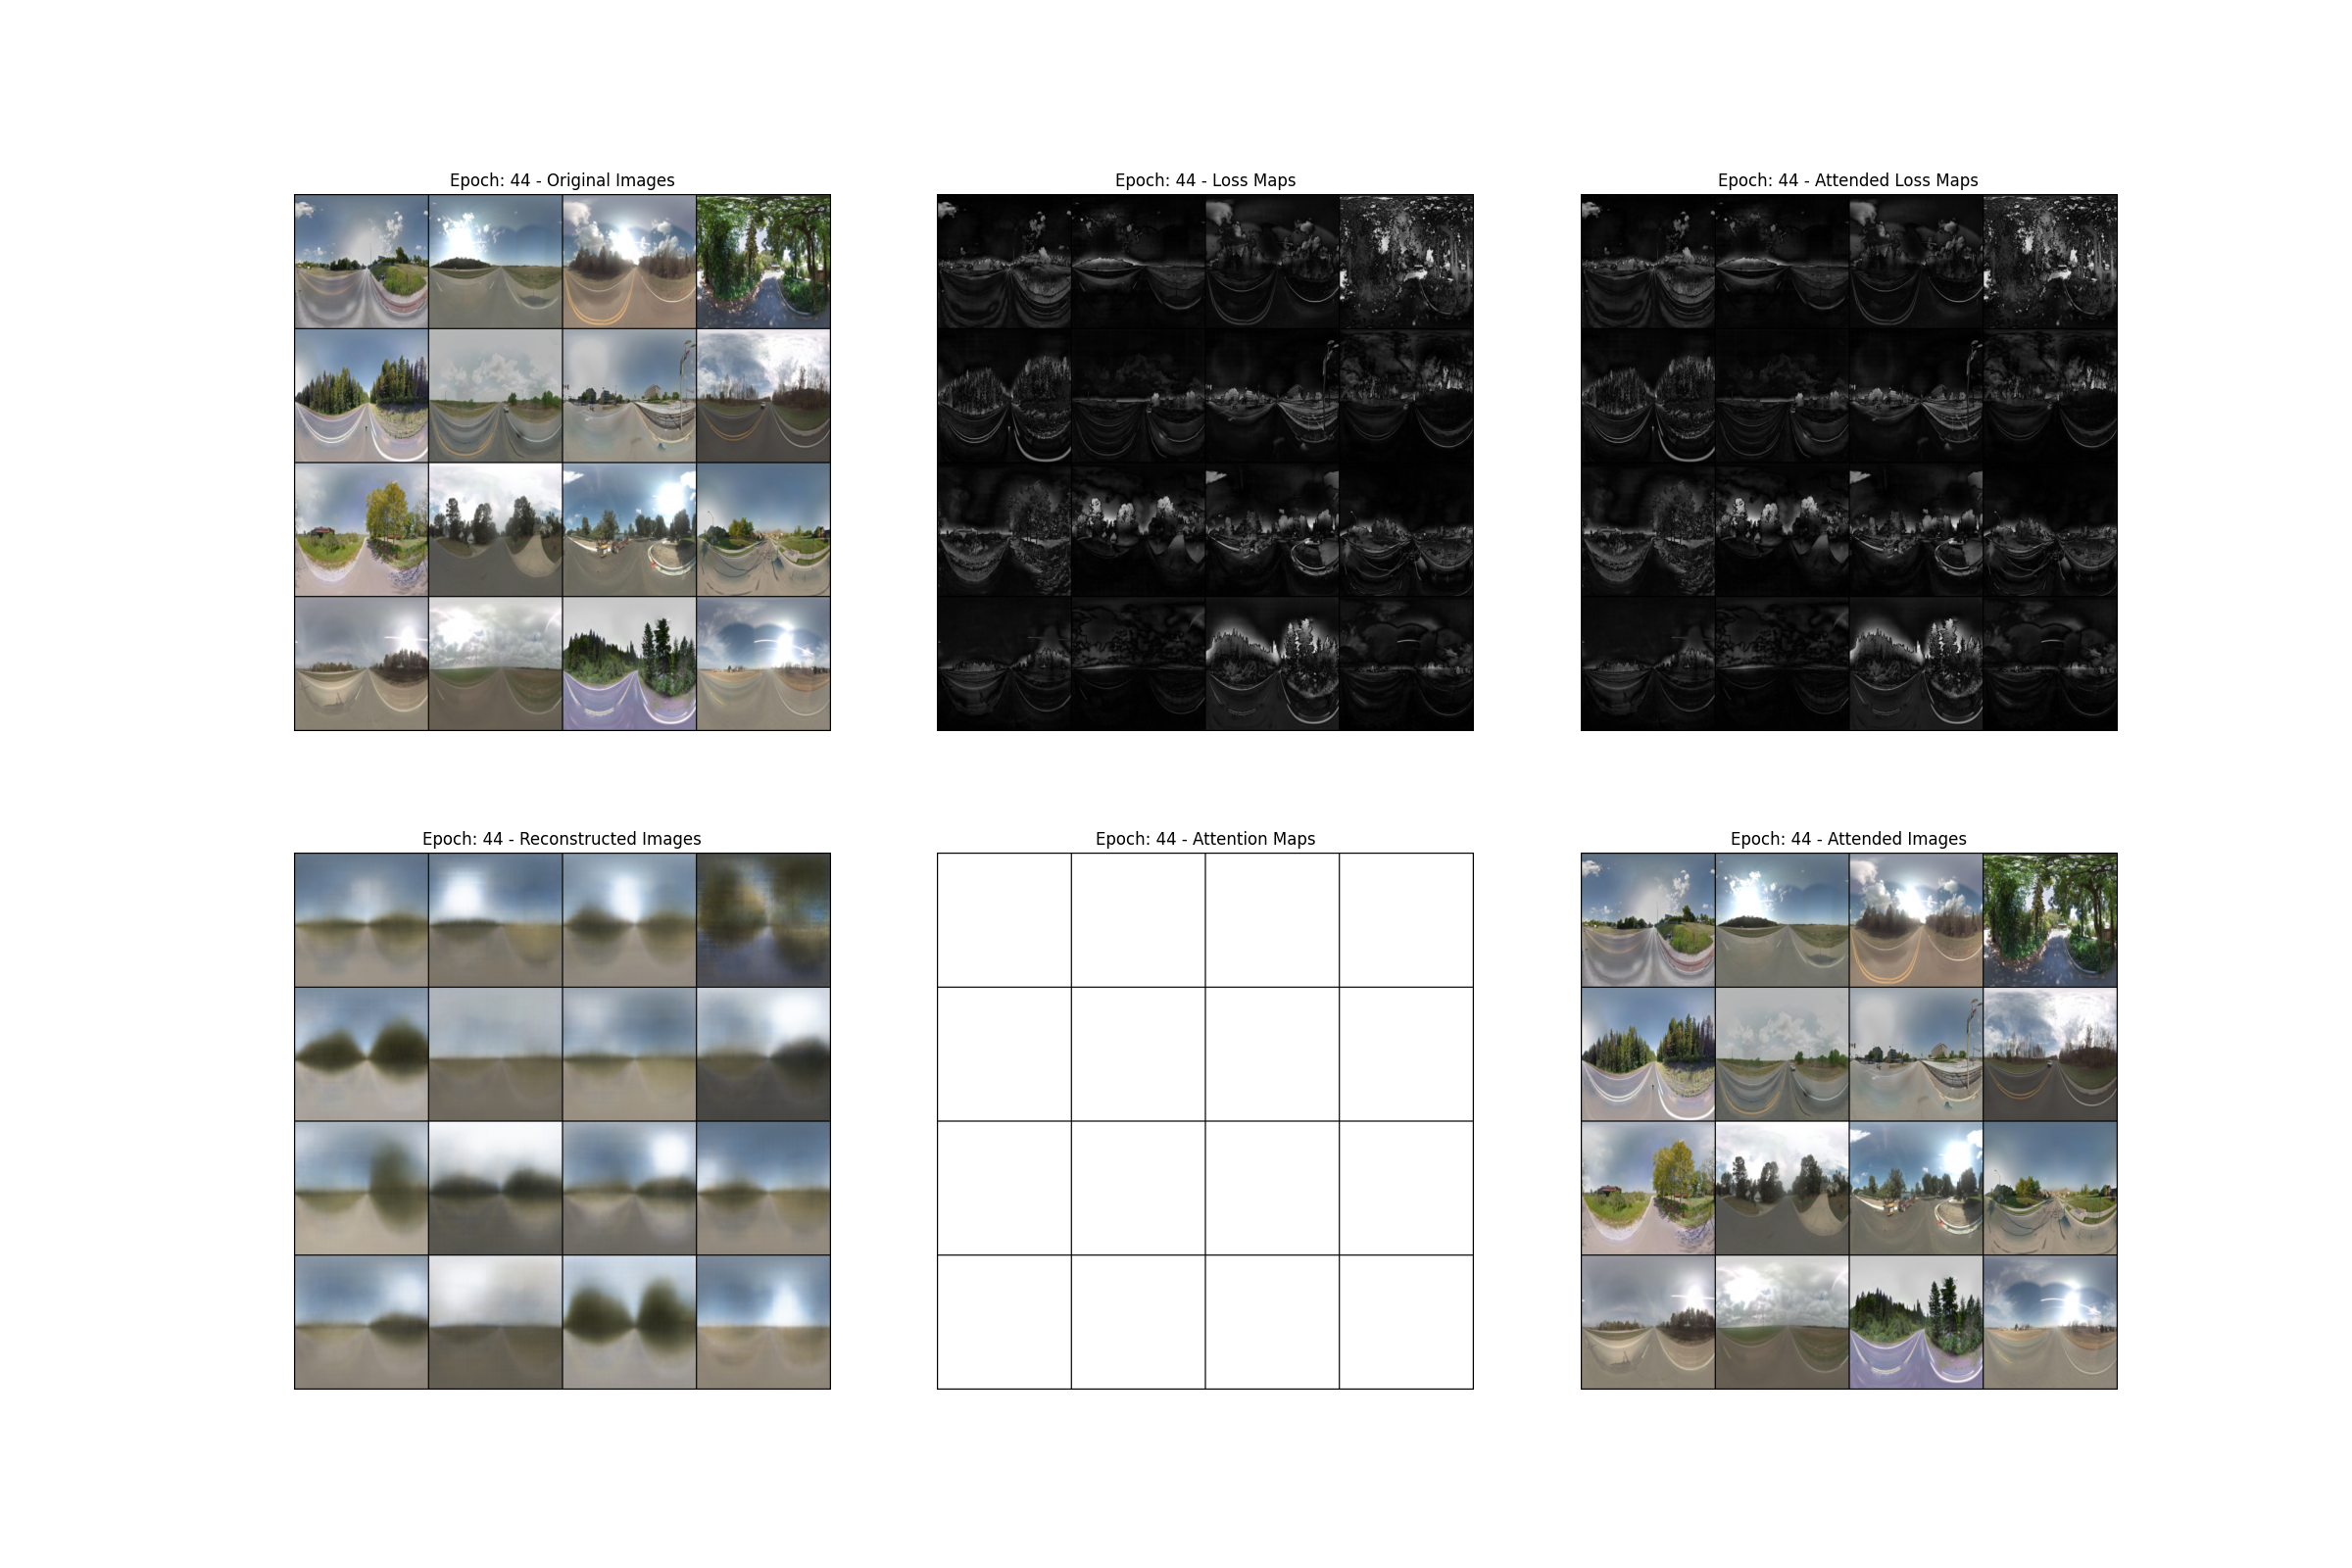 Epoch: 44 - Original Images
Epoch: 44 - Loss Maps
Epoch: 44 - Attended Loss Maps
Epoch: 44 - Reconstructed Images
Epoch: 44 - Attention Maps
Epoch: 44 - Attended Images